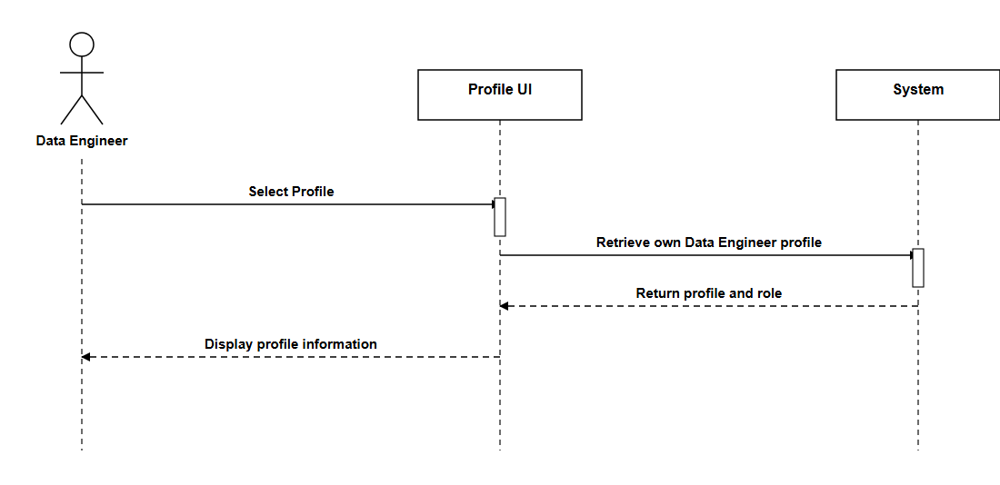 Profile UI
System
Data Engineer
Select Profile
Retrieve own Data Engineer profile
Return profile and role
Display profile information